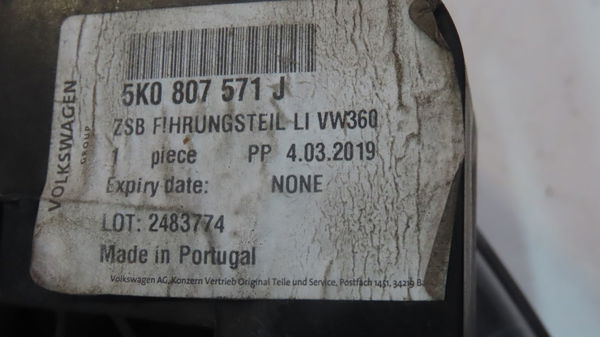 5K0 807 571 J
ZSB F!HRUNGSTEIL LI VW360
1 piece PP 4.03.2019
Expiry date: NONE
LOT: 2483774
Made in Portugal
Volkswagen AG, Konzern Vertrieb Original Teile und Service, Postfach 1451, 34219
VOLKSWAGEN
GROUP